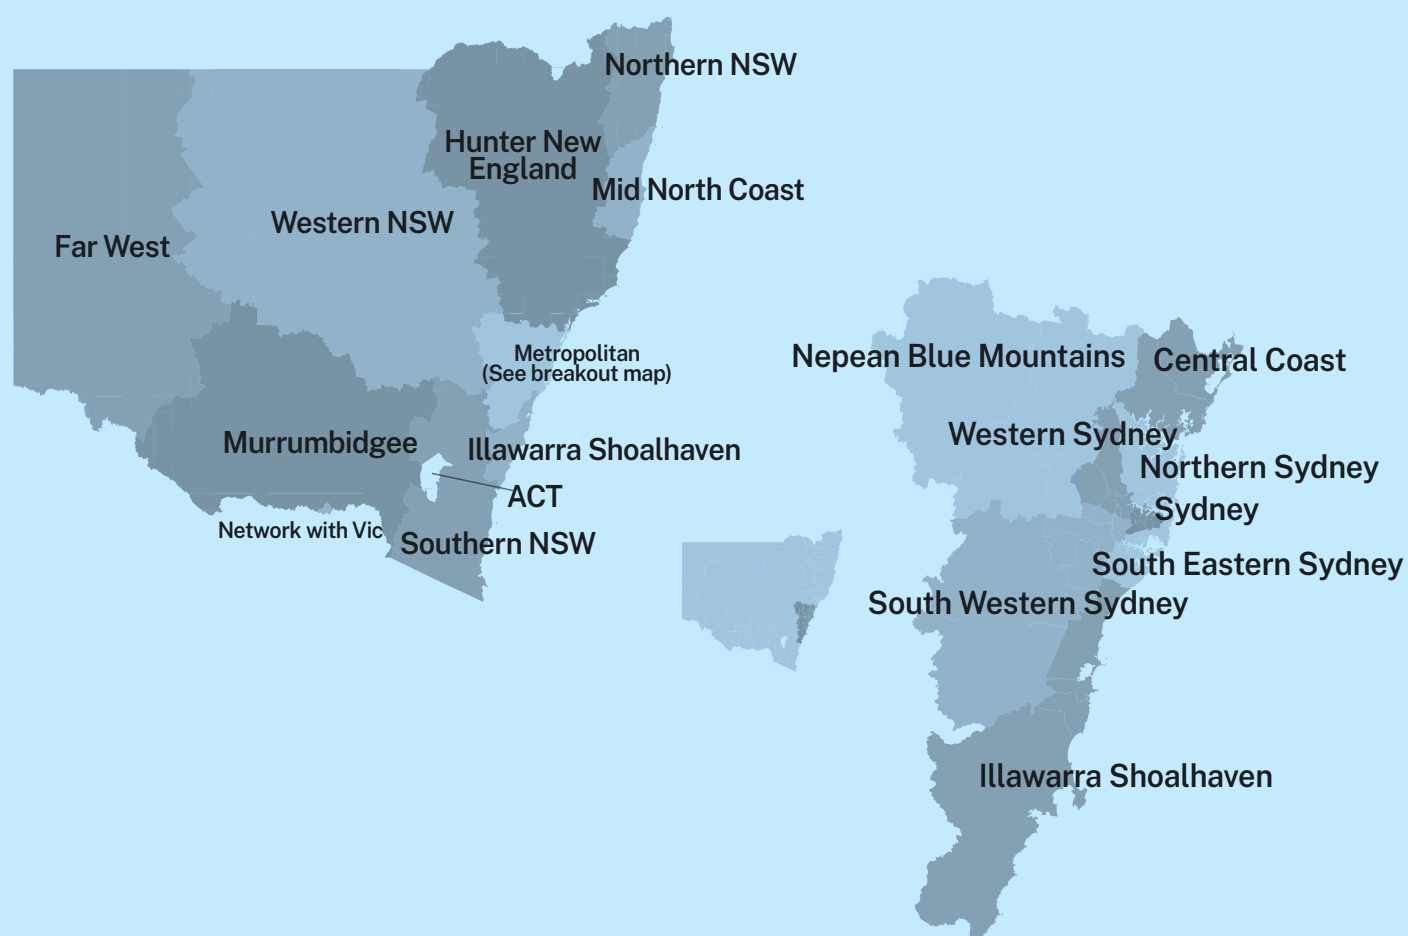 Northern NSW
Hunter New
England
Mid North Coast
Western NSW
Far West
Metropolitan
(See breakout map)
Murrumbidgee
Illawarra Shoalhaven
ACT
Network with Vic
Southern NSW
Nepean Blue Mountains
Central Coast
Western Sydney
Northern Sydney
Sydney
South Eastern Sydney
South Western Sydney
Illawarra Shoalhaven